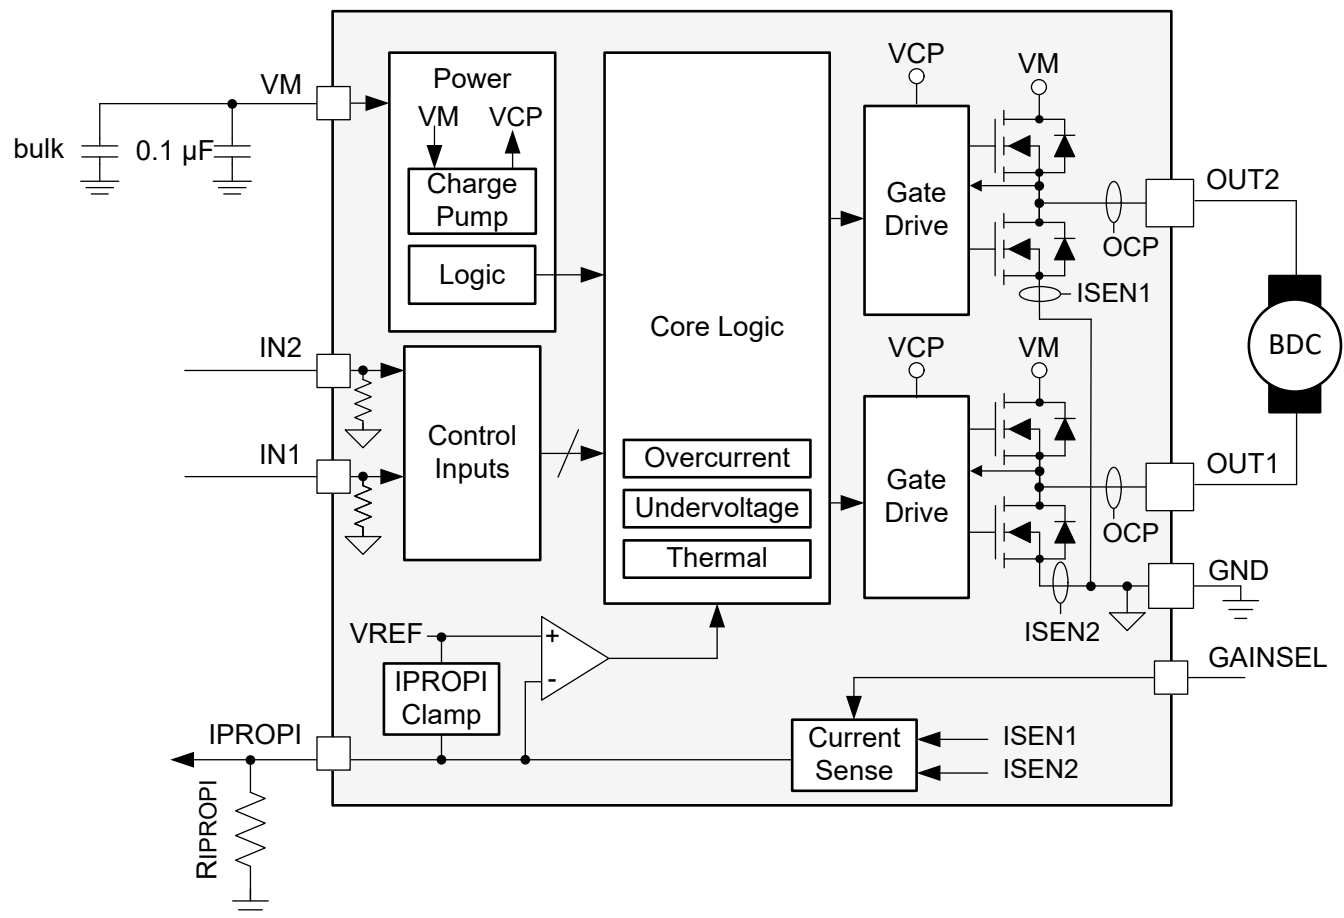 VM
bulk
0.1 µF
Power
VM
VCP
Charge
Pump
Logic
IN2
IN1
Control
Inputs
Core Logic
Overcurrent
Undervoltage
Thermal
VCP
VM
Gate
Drive
OCP
ISEN1
OUT2
BDC
VCP
VM
Gate
Drive
OCP
ISEN2
OUT1
GND
GAINSEL
VREF
+
-
IPROPI
Clamp
IPROPI
RIPROPI
Current
Sense
ISEN1
ISEN2